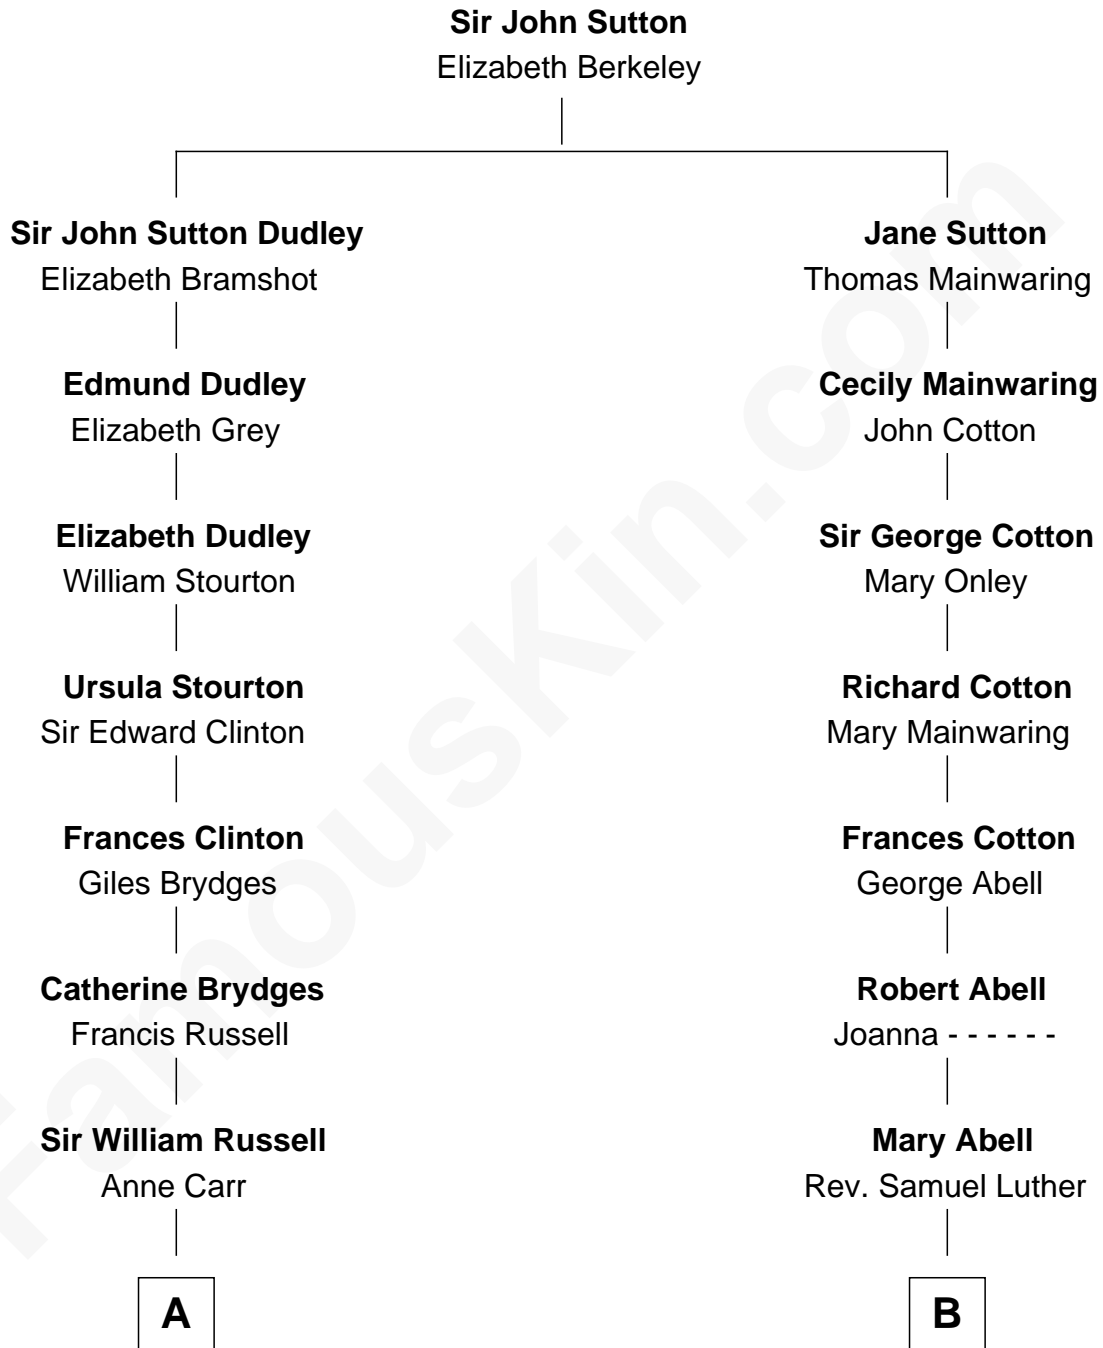 Sir John Sutton
Elizabeth Berkeley
Sir John Sutton Dudley
Elizabeth Bramshot
Jane Sutton
Thomas Mainwaring
Edmund Dudley
Elizabeth Grey
Cecily Mainwaring
John Cotton
Elizabeth Dudley
William Stourton
Sir George Cotton
Mary Onley
Ursula Stourton
Sir Edward Clinton
Richard Cotton
Mary Mainwaring
Frances Clinton
Giles Brydges
Frances Cotton
George Abell
Catherine Brydges
Francis Russell
Robert Abell
Joanna - - - - - -
Sir William Russell
Anne Carr
Mary Abell
Rev. Samuel Luther
A
B
FamousKin.com